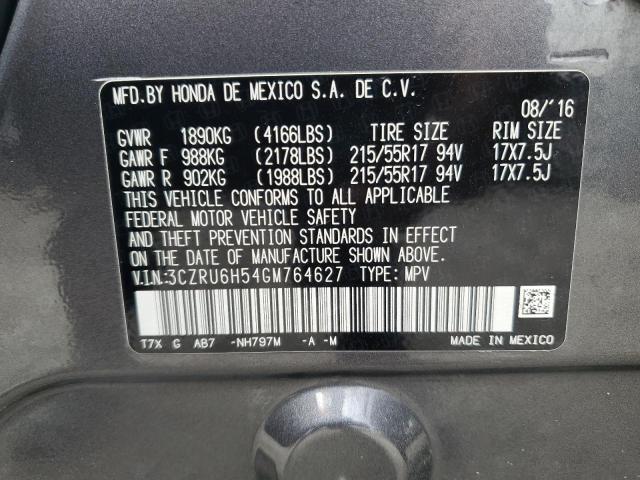 MFD.BY HONDA DE MEXICO S.A. DE C.V.
08/'16
GVWR 1890KG (4166LBS) TIRE SIZE RIM SIZE
GAWR F 988KG (2178LBS) 215/55R17 94V 17X7.5J
GAWR R 902KG (1988LBS) 215/55R17 94V 17X7.5J
THIS VEHICLE CONFORMS TO ALL APPLICABLE
FEDERAL MOTOR VEHICLE SAFETY
AND THEFT PREVENTION STANDARDS IN EFFECT
ON THE DATE OF MANUFACTURE SHOWN ABOVE.
V.I.N:3CZRU6H54GM764627 TYPE: MPV
T7X G AB7 -NH797M -A -M MADE IN MEXICO